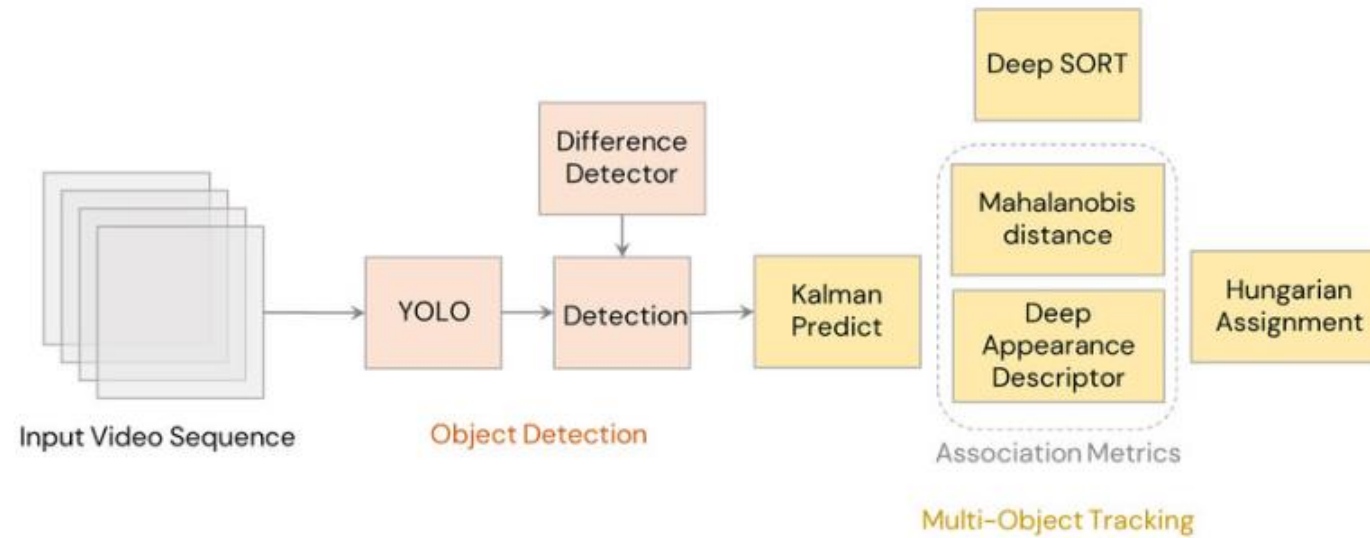 Deep SORT
Difference
Detector
Mahalanobis
distance
YOLO
Detection
Kalman
Predict
Deep
Appearance
Descriptor
Hungarian
Assignment
Input Video Sequence
Object Detection
Association Metrics
Multi-Object Tracking